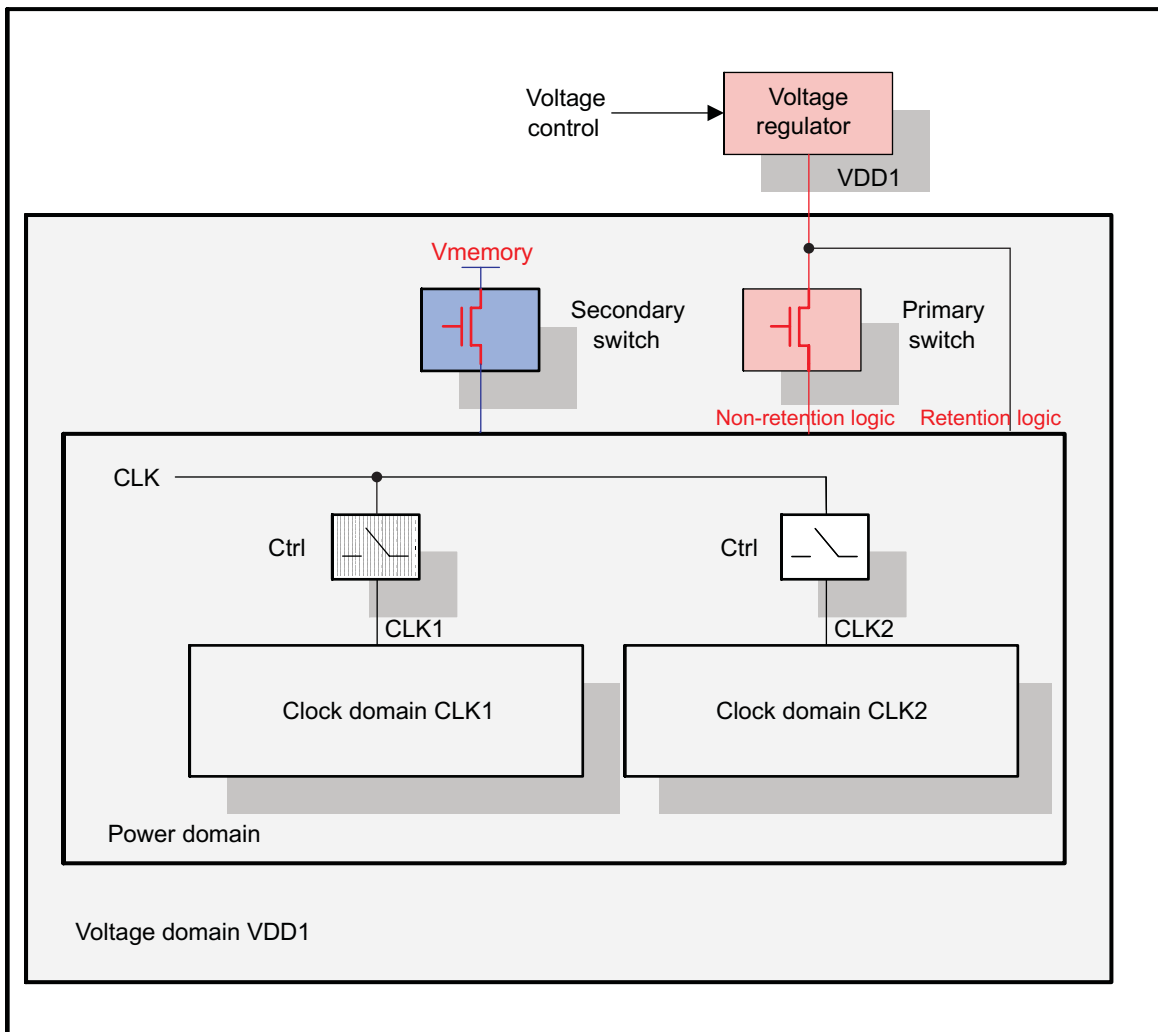 Voltage
control
Voltage
regulator
VDD1
Vmemory
Secondary
switch
Primary
switch
Non-retention logic
Retention logic
CLK
Ctrl
Ctrl
CLK1
CLK2
Clock domain CLK1
Clock domain CLK2
Power domain
Voltage domain VDD1